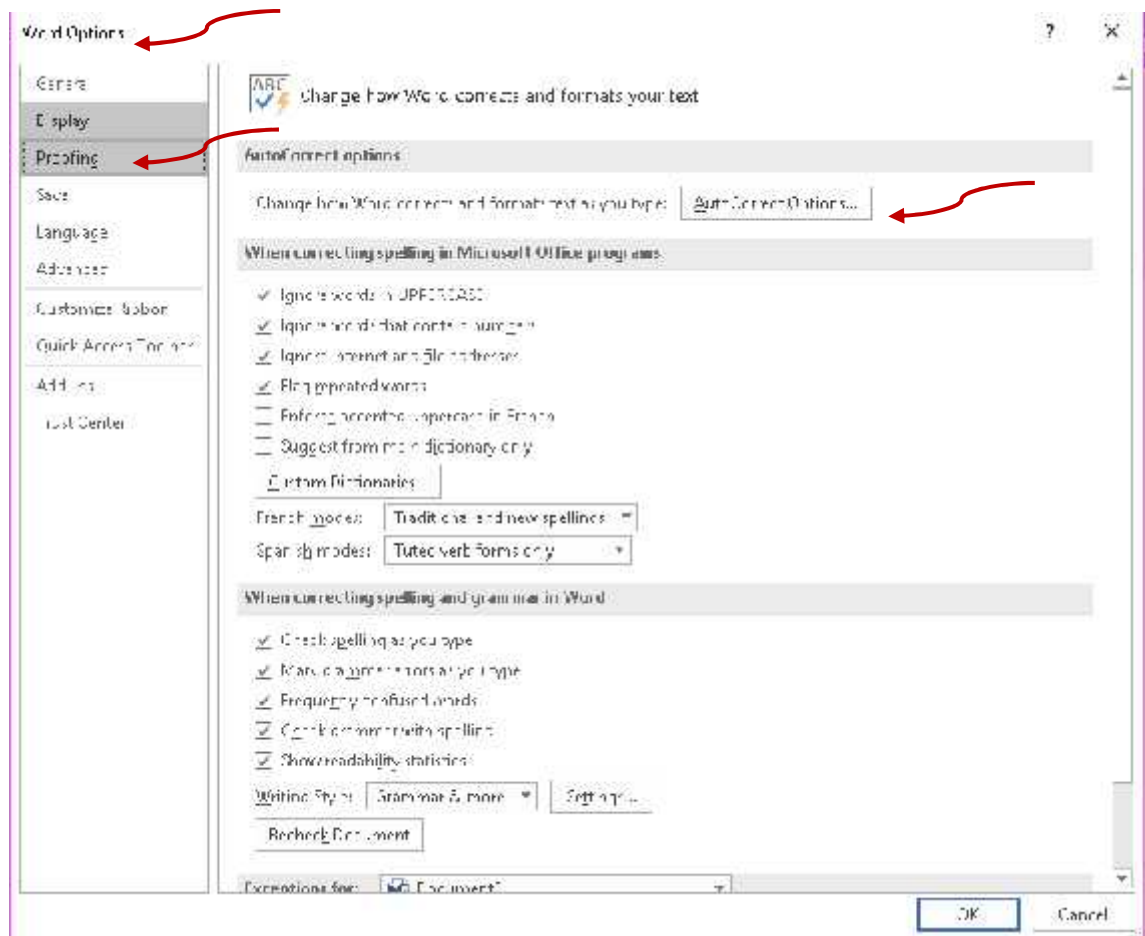 Word Options
? ×
General
Display
Proofing
Save
Language
Advanced
Customize Ribbon
Quick Access Toolbar
Add-ins
Trust Center
ABC
Change how Word corrects and formats your text
AutoCorrect options
Change how Word corrects and formats text as you type: AutoCorrect Options...
When correcting spelling in Microsoft Office programs
Ignore words in UPPERCASE
Ignore words that contain numbers
Ignore Internet and file addresses
Flag repeated words
Enforce accented uppercase in French
Suggest from main dictionary only
Custom Dictionaries...
French modes: Traditional and new spellings
Spanish modes: Tuteo verb forms only
When correcting spelling and grammar in Word
Check spelling as you type
Mark grammar errors as you type
Frequently confused words
Check grammar with spelling
Show readability statistics
Writing Style: Grammar & more Settings...
Recheck Document
Exceptions for:
OK Cancel